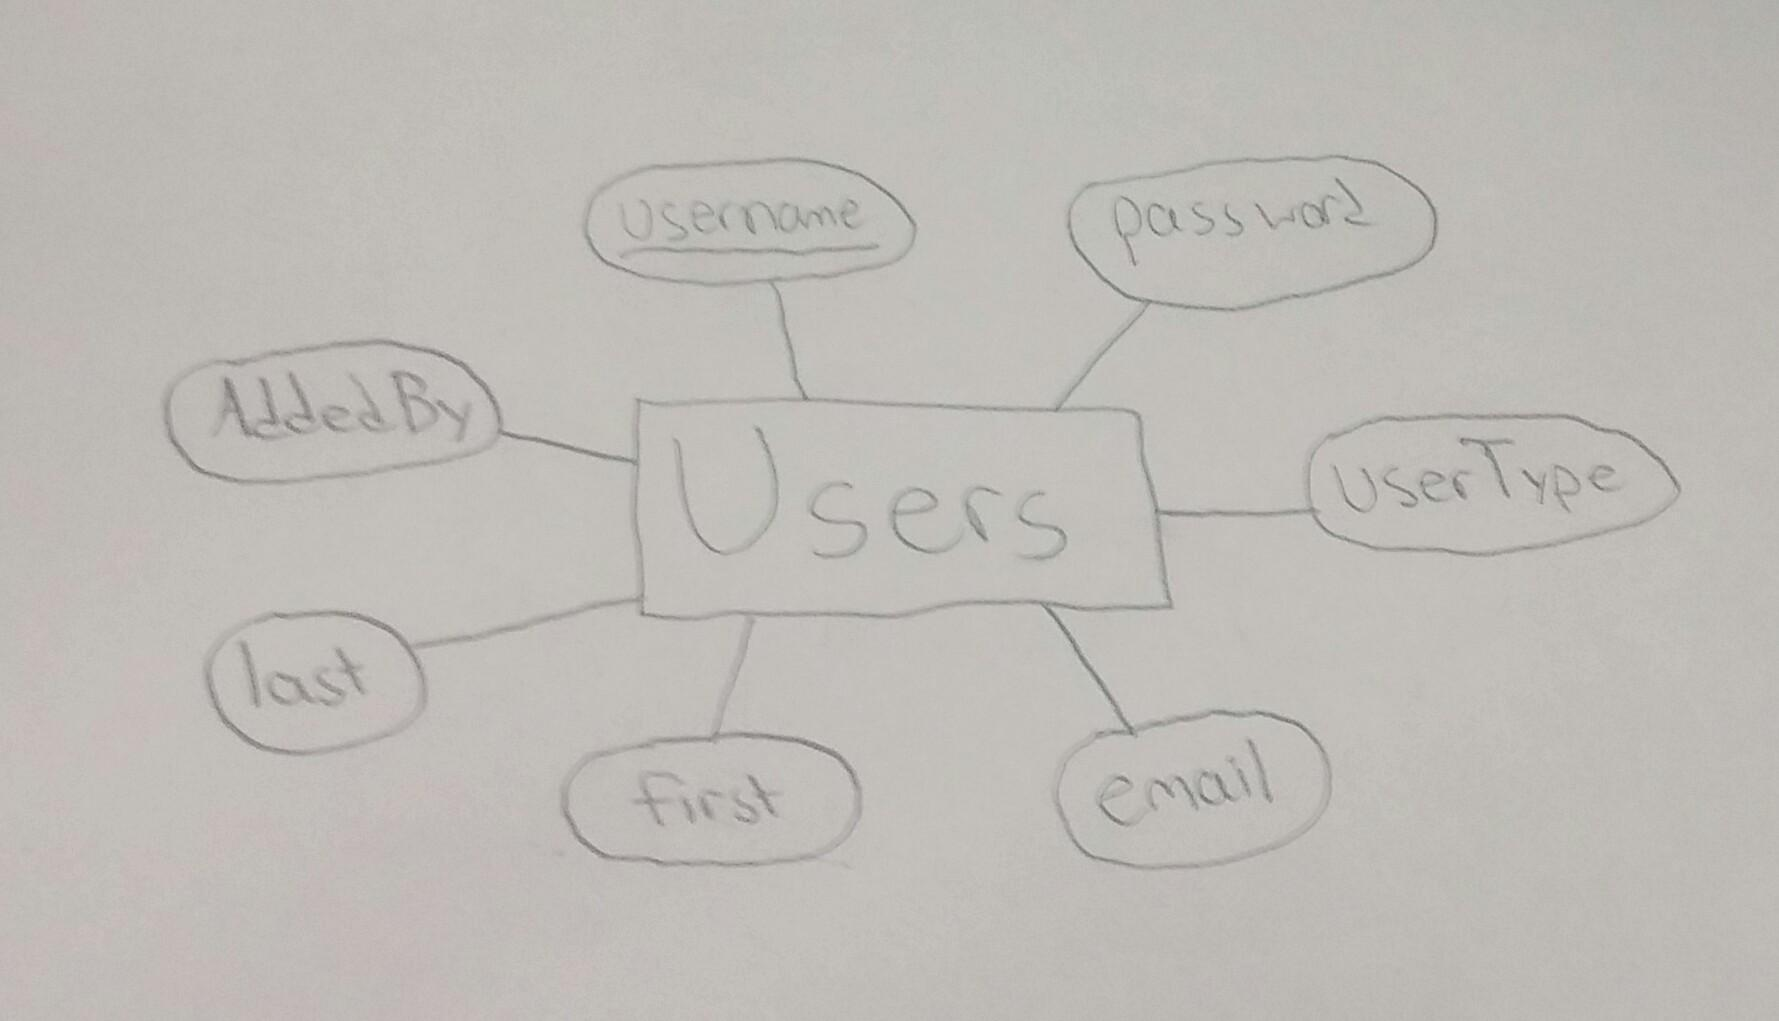 username
password
AddedBy
Users
userType
last
first
email